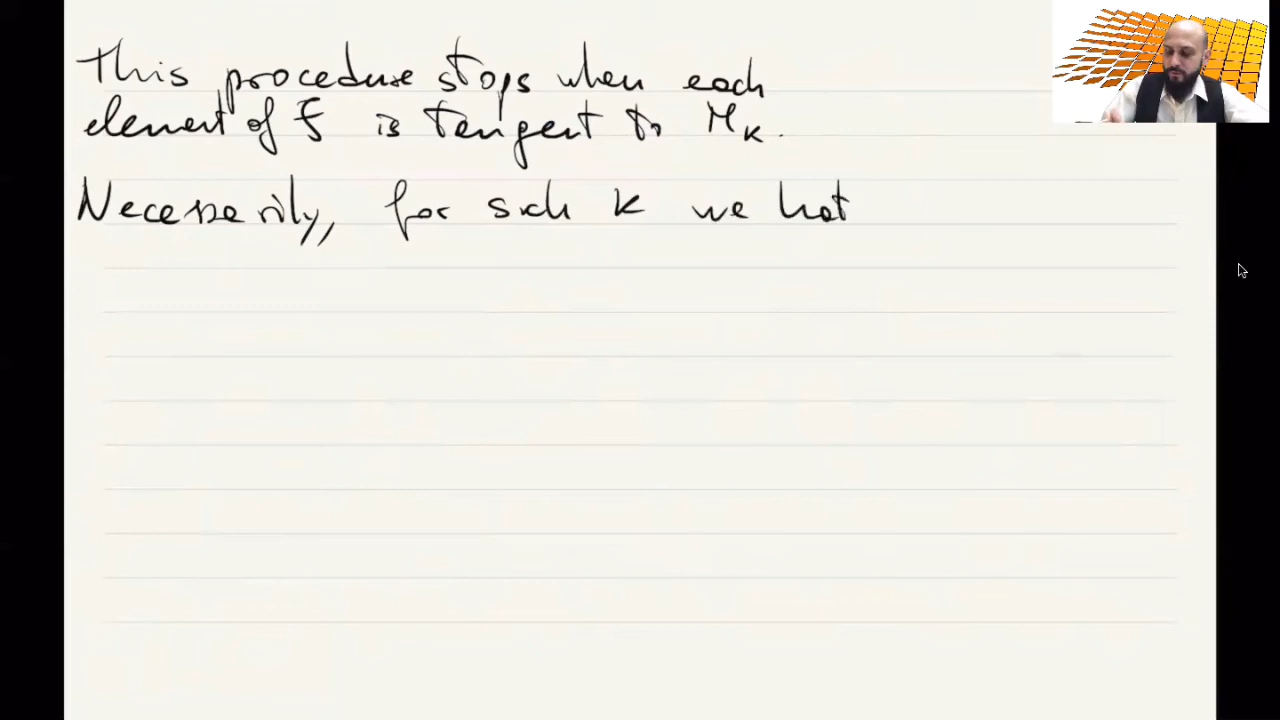 This procedure stops when each
element of ℱ is tangent to M_k.
Necessarily, for such k we hat